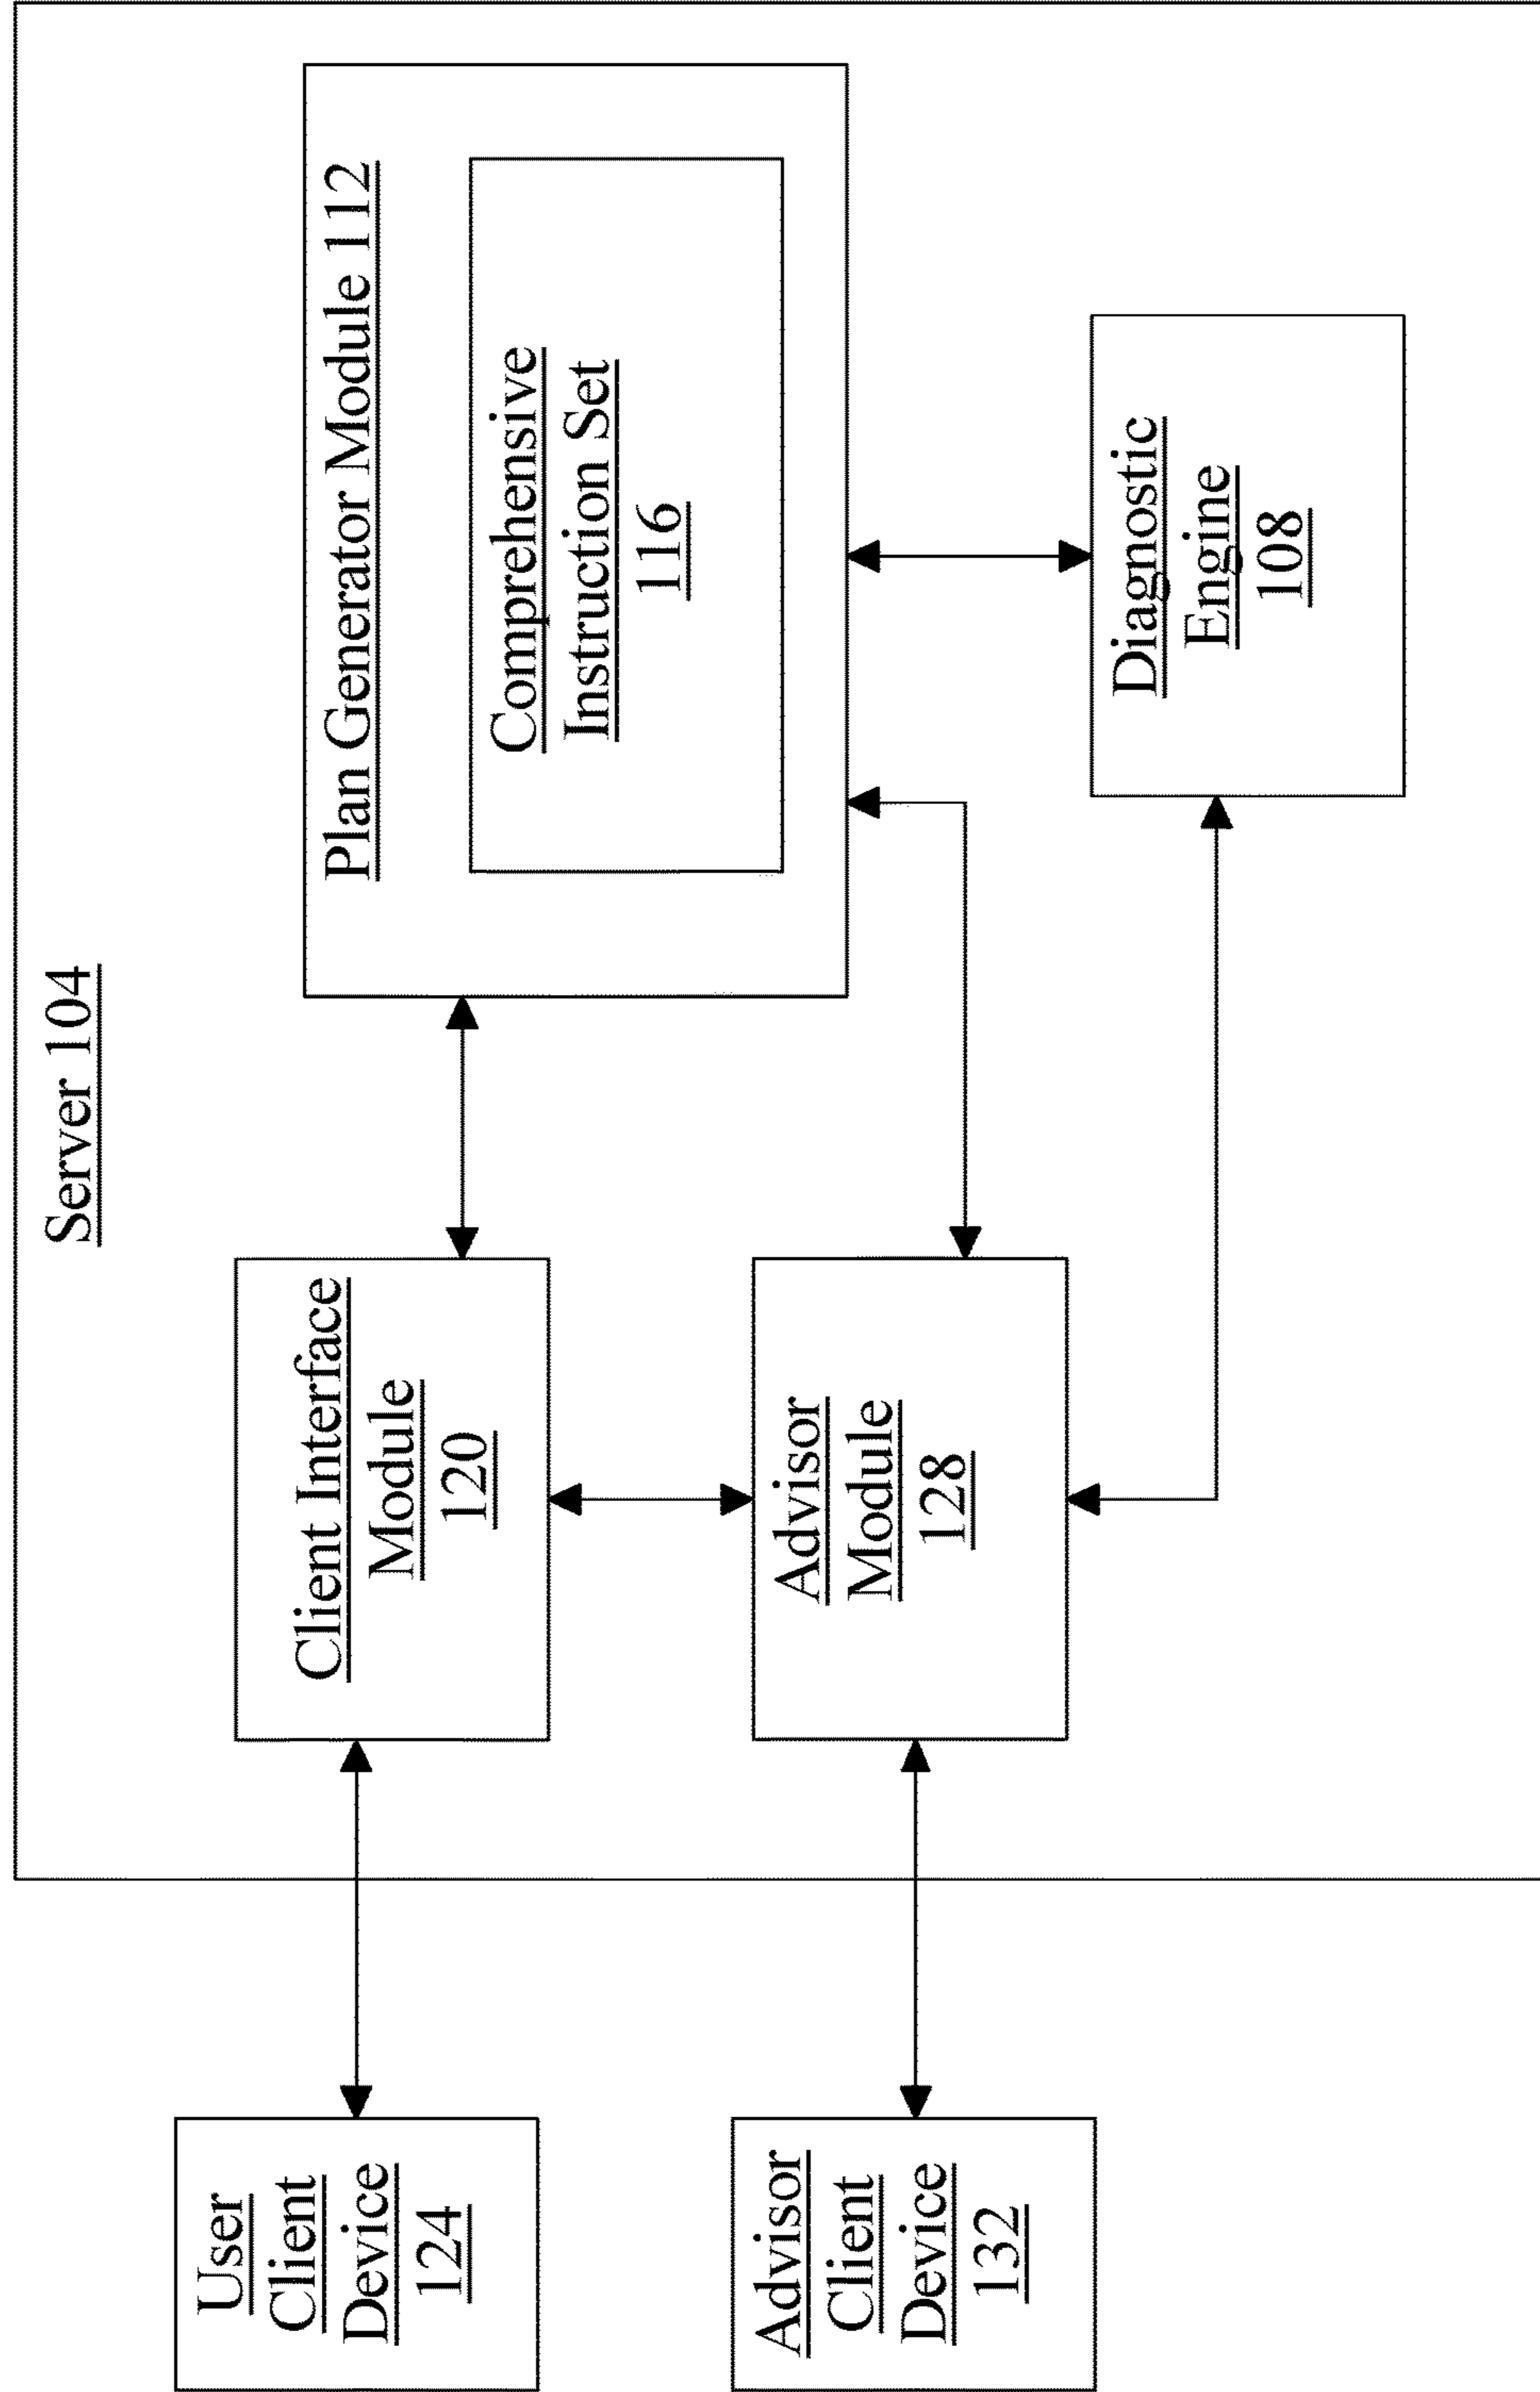 Server 104
User
Client
Device
124
Client Interface
Module
120
Plan Generator Module 112
Comprehensive
Instruction Set
116
Advisor
Client
Device
132
Advisor
Module
128
Diagnostic
Engine
108